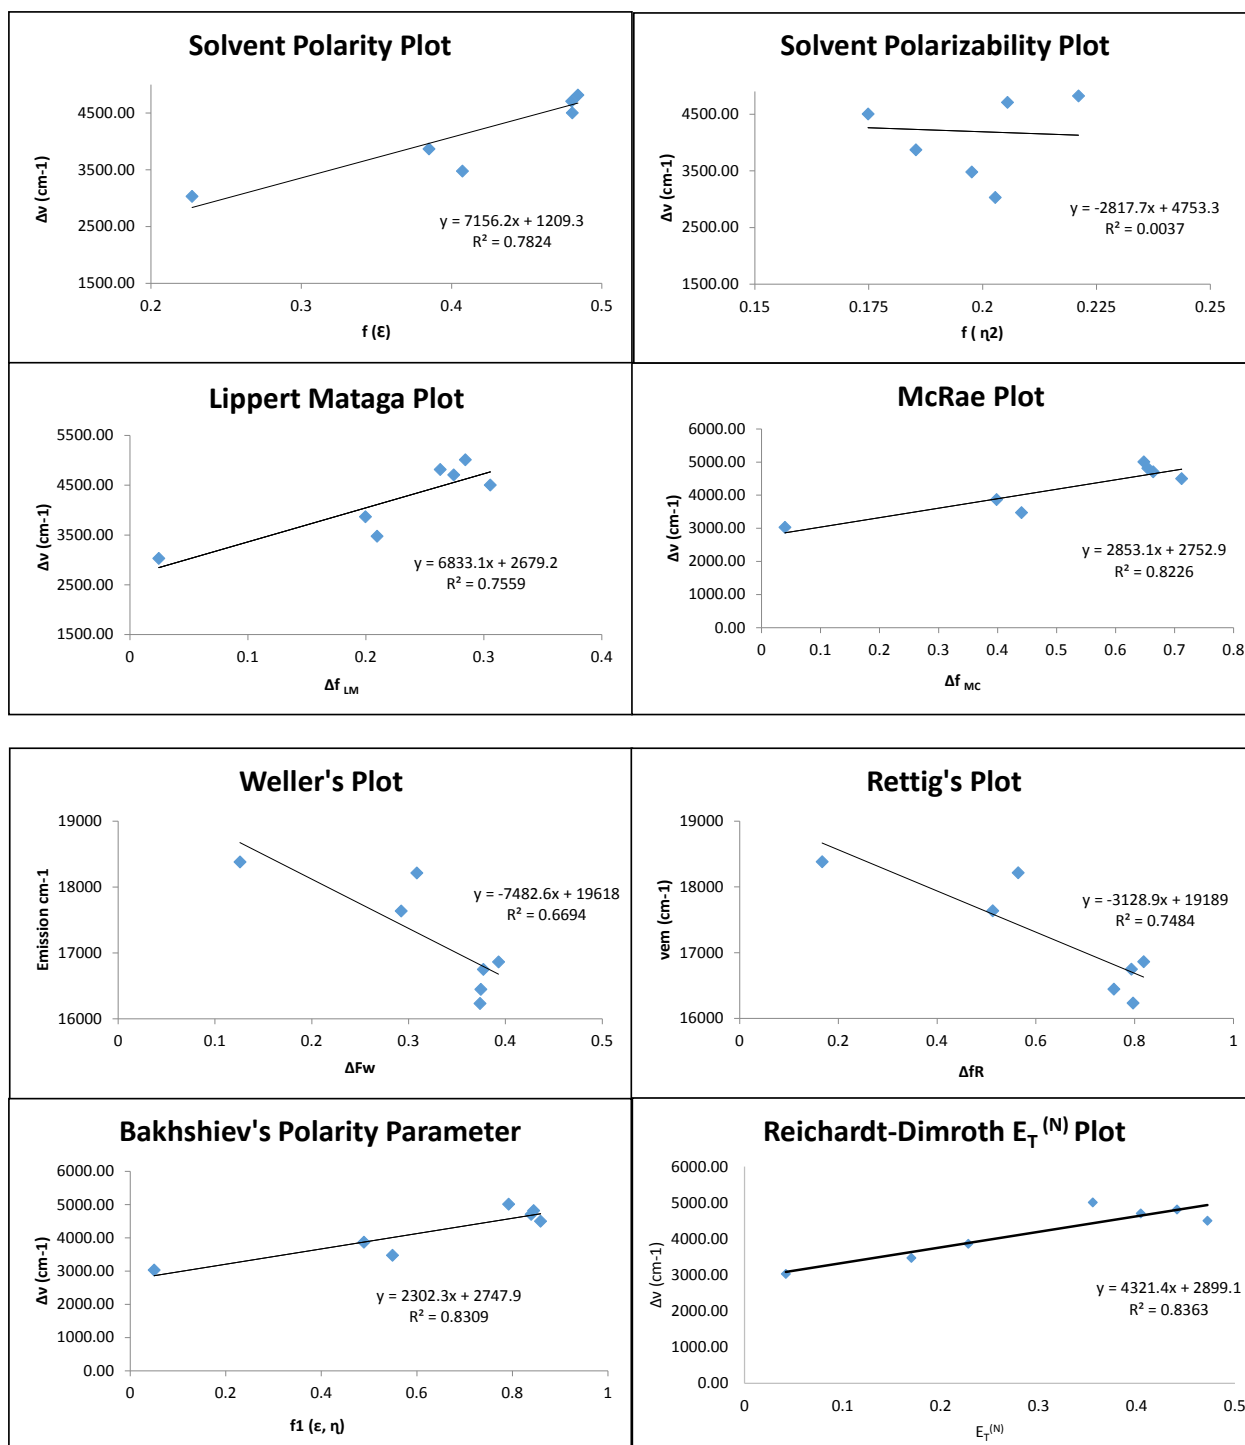 Solvent Polarity Plot
Δν (cm-1)
4500.00
3500.00
2500.00
1500.00
0.2
0.3
0.4
0.5
f (Ɛ)
y = 7156.2x + 1209.3
R² = 0.7824
Solvent Polarizability Plot
Δν (cm-1)
4500.00
3500.00
2500.00
1500.00
0.15
0.175
0.2
0.225
0.25
f ( η2)
y = -2817.7x + 4753.3
R² = 0.0037
Lippert Mataga Plot
Δν (cm-1)
5500.00
4500.00
3500.00
2500.00
1500.00
0
0.1
0.2
0.3
0.4
Δf LM
y = 6833.1x + 2679.2
R² = 0.7559
McRae Plot
Δν (cm-1)
6000.00
5000.00
4000.00
3000.00
2000.00
1000.00
0.00
0
0.1
0.2
0.3
0.4
0.5
0.6
0.7
0.8
Δf MC
y = 2853.1x + 2752.9
R² = 0.8226
Weller's Plot
Emission cm-1
19000
18000
17000
16000
0
0.1
0.2
0.3
0.4
0.5
ΔFw
y = -7482.6x + 19618
R² = 0.6694
Rettig's Plot
νem (cm-1)
19000
18000
17000
16000
0
0.2
0.4
0.6
0.8
1
ΔfR
y = -3128.9x + 19189
R² = 0.7484
Bakhshiev's Polarity Parameter
Δν (cm-1)
6000.00
5000.00
4000.00
3000.00
2000.00
1000.00
0.00
0
0.2
0.4
0.6
0.8
1
f1 (ε, η)
y = 2302.3x + 2747.9
R² = 0.8309
Reichardt-Dimroth E_T^(N) Plot
Δν (cm-1)
6000.00
5000.00
4000.00
3000.00
2000.00
1000.00
0.00
0
0.1
0.2
0.3
0.4
0.5
E_T^(N)
y = 4321.4x + 2899.1
R² = 0.8363